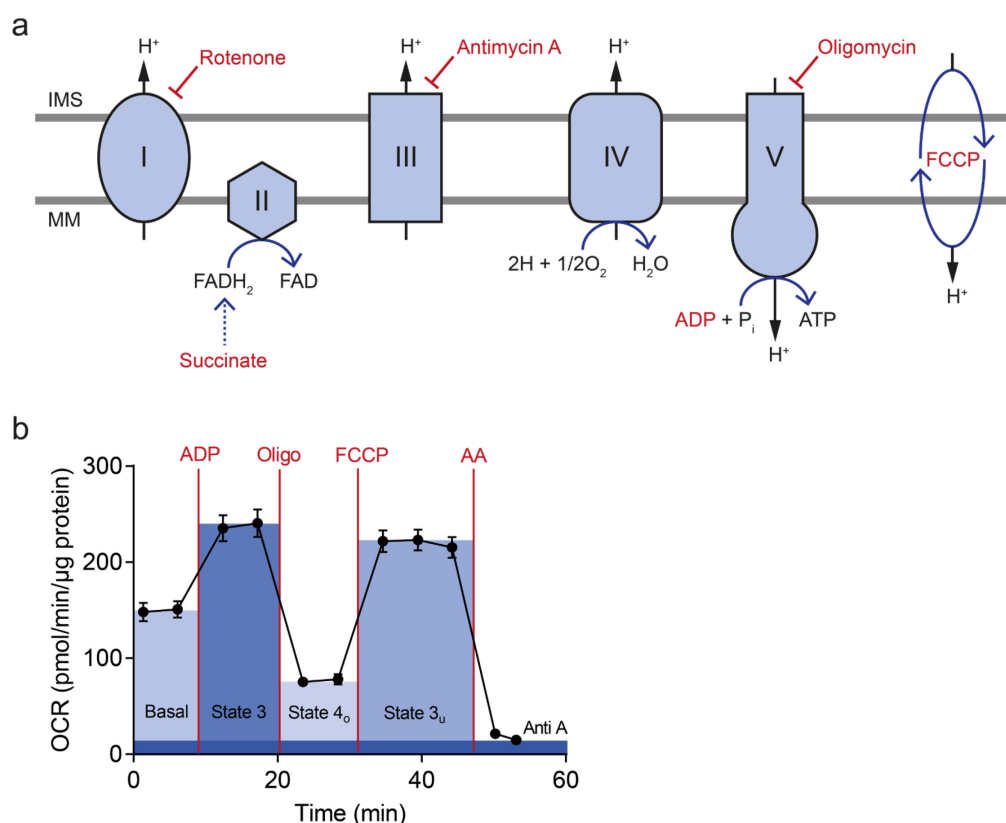 a
H⁺
Rotenone
H⁺
Antimycin A
H⁺
Oligomycin
IMS
I
II
III
IV
V
FCCP
MM
FADH₂
FAD
2H + 1/2O₂
H₂O
ADP + Pᵢ
ATP
H⁺
H⁺
Succinate
b
ADP
Oligo
FCCP
AA
OCR (pmol/min/µg protein)
300
200
100
0
Basal
State 3
State 4ₒ
State 3ᵤ
Anti A
0
20
40
60
Time (min)